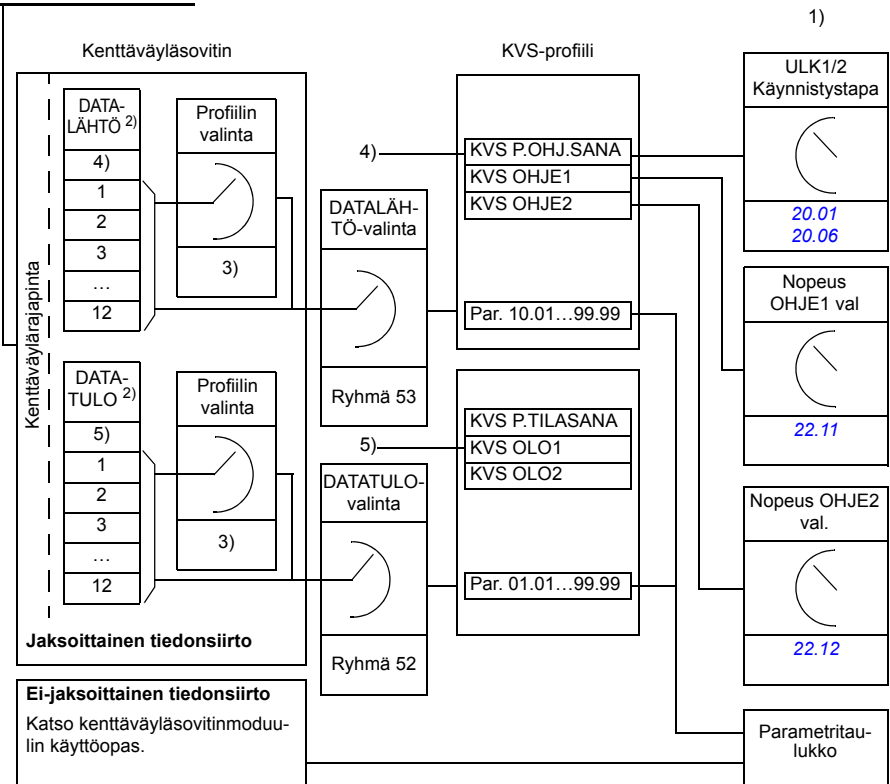 1)
Kenttäväyläsovitin
KVS-profiili
Kenttävylärajapinta
DATA-
LÄHTÖ 2)
4)
1
2
3
…
12
Profiilin
valinta
3)
DATA-
TULO 2)
5)
1
2
3
…
12
Profiilin
valinta
3)
Jaksoittainen tiedonsiirto
DATALÄH-
TÖ-valinta
Ryhmä 53
DATATULO-
valinta
Ryhmä 52
4)
KVS P.OHJ.SANA
KVS OHJE1
KVS OHJE2
Par. 10.01…99.99
5)
KVS P.TILASANA
KVS OLO1
KVS OLO2
Par. 01.01…99.99
ULK1/2
Käynnistystapa
20.01
20.06
Nopeus
OHJE1 val
22.11
Nopeus OHJE2
val.
22.12
Ei-jaksoittainen tiedonsiirto
Katso kenttäväyläsovitinmoduu-
lin käyttöopas.
Parametritau-
lukko